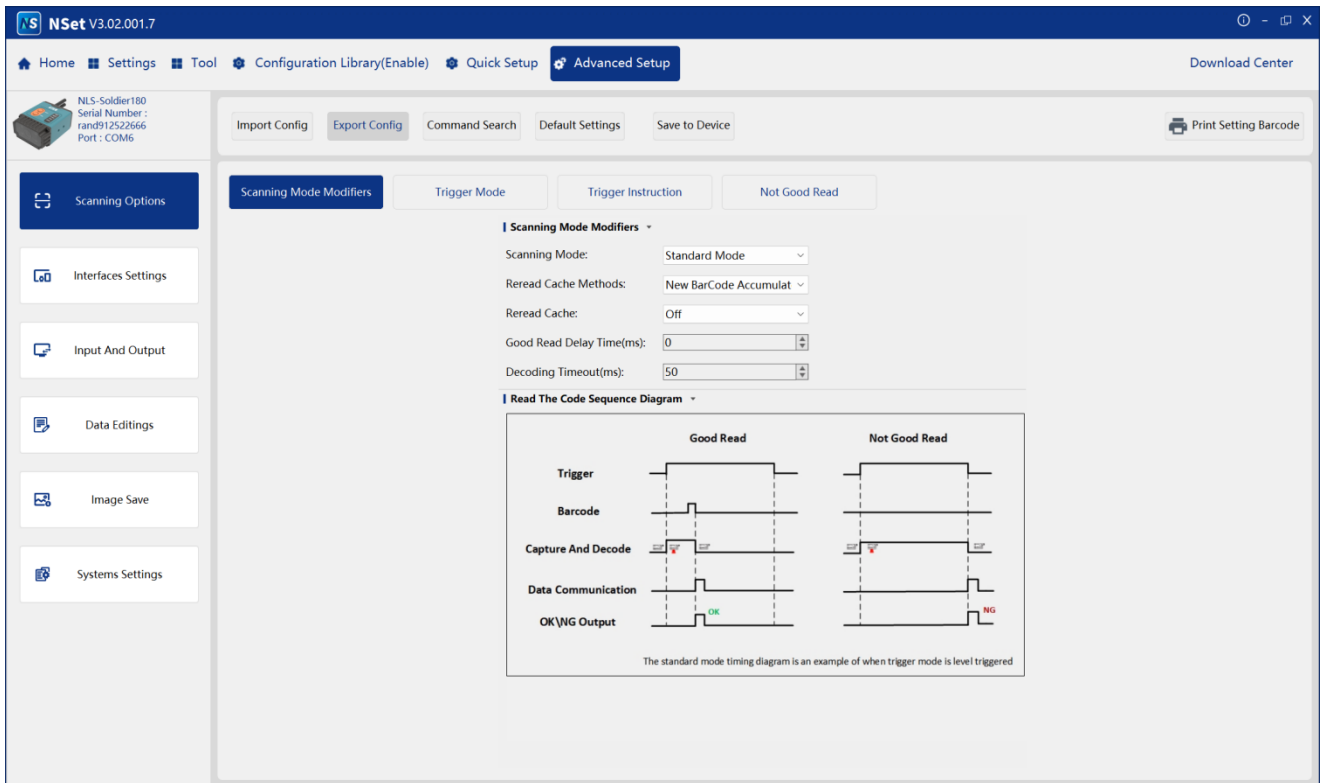 NS NSet V3.02.001.7
Home Settings Tool Configuration Library(Enable) Quick Setup Advanced Setup Download Center
NLS-Soldier180
Serial Number :
rand912522666
Port : COM6
Import Config Export Config Command Search Default Settings Save to Device Print Setting Barcode
Scanning Options
Interfaces Settings
Input And Output
Data Editings
Image Save
Systems Settings
Scanning Mode Modifiers Trigger Mode Trigger Instruction Not Good Read
Scanning Mode Modifiers
Scanning Mode: Standard Mode
Reread Cache Methods: New BarCode Accumulat
Reread Cache: Off
Good Read Delay Time(ms): 0
Decoding Timeout(ms): 50
Read The Code Sequence Diagram
Good Read Not Good Read
Trigger
Barcode
Capture And Decode
Data Communication
OK\NG Output OK NG
The standard mode timing diagram is an example of when trigger mode is level triggered